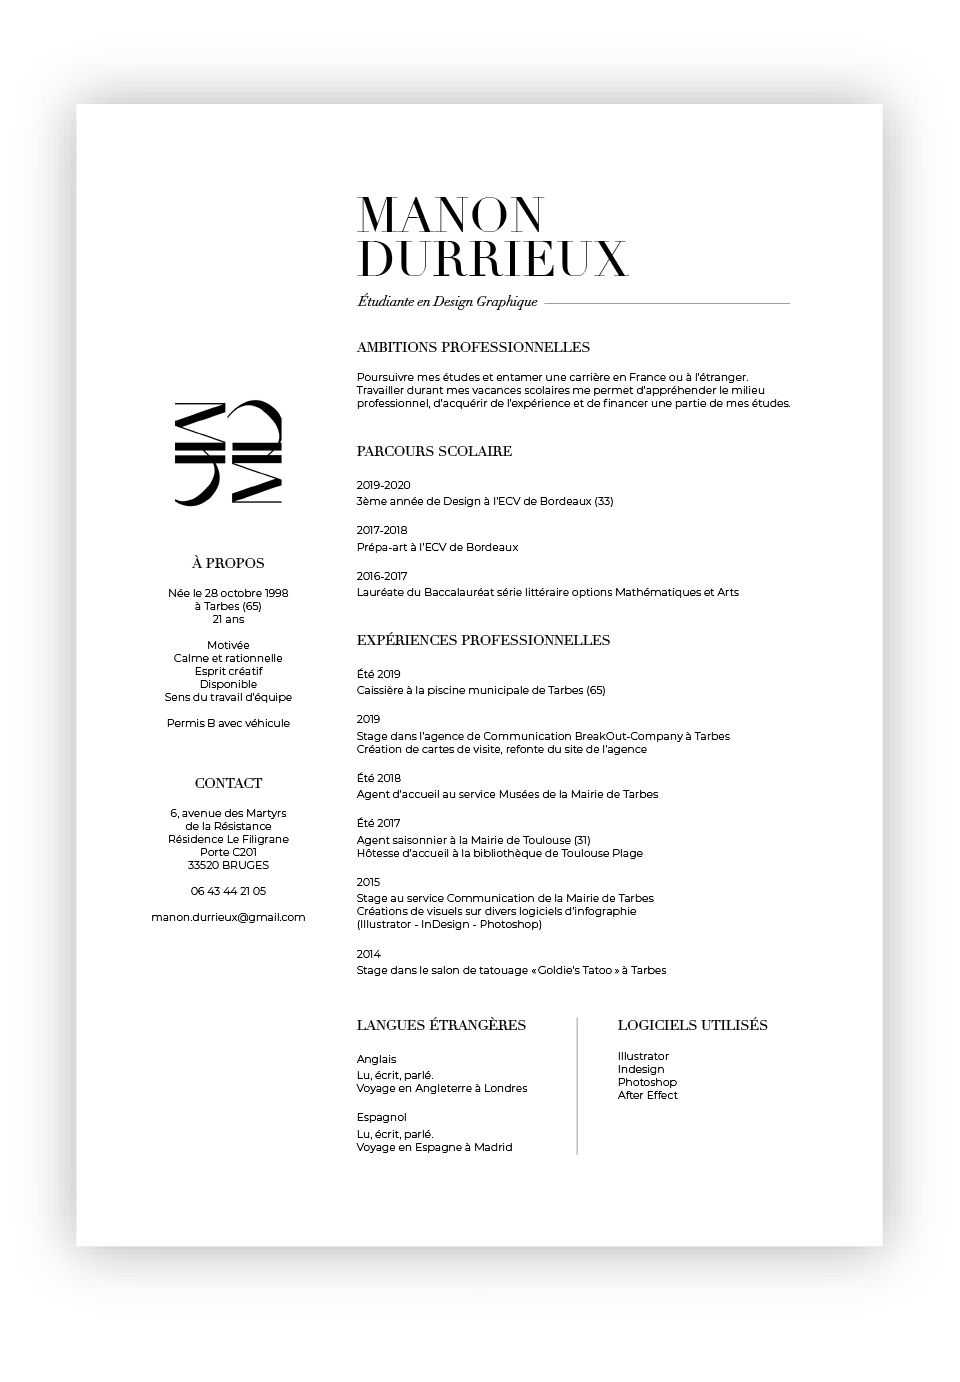 MANON
DURRIEUX
Étudiante en Design Graphique
AMBITIONS PROFESSIONNELLES
Poursuivre mes études et entamer une carrière en France ou à l'étranger.
Travailler durant mes vacances scolaires me permet d'appréhender le milieu
professionnel, d'acquérir de l'expérience et de financer une partie de mes études.
PARCOURS SCOLAIRE
2019-2020
3ème année de Design à l'ECV de Bordeaux (33)
2017-2018
Prépa-art à l'ECV de Bordeaux
2016-2017
Lauréate du Baccalauréat série littéraire options Mathématiques et Arts
EXPÉRIENCES PROFESSIONNELLES
Été 2019
Caissière à la piscine municipale de Tarbes (65)
2019
Stage dans l'agence de Communication BreakOut-Company à Tarbes
Création de cartes de visite, refonte du site de l'agence
Été 2018
Agent d'accueil au service Musées de la Mairie de Tarbes
Été 2017
Agent saisonnier à la Mairie de Toulouse (31)
Hôtesse d'accueil à la bibliothèque de Toulouse Plage
2015
Stage au service Communication de la Mairie de Tarbes
Créations de visuels sur divers logiciels d'infographie
(Illustrator - InDesign - Photoshop)
2014
Stage dans le salon de tatouage « Goldie's Tatoo » à Tarbes
LANGUES ÉTRANGÈRES
Anglais
Lu, écrit, parlé.
Voyage en Angleterre à Londres
Espagnol
Lu, écrit, parlé.
Voyage en Espagne à Madrid
LOGICIELS UTILISÉS
Illustrator
Indesign
Photoshop
After Effect
À PROPOS
Née le 28 octobre 1998
à Tarbes (65)
21 ans
Motivée
Calme et rationnelle
Esprit créatif
Disponible
Sens du travail d'équipe
Permis B avec véhicule
CONTACT
6, avenue des Martyrs
de la Résistance
Résidence Le Filigrane
Porte C201
33520 BRUGES
06 43 44 21 05
manon.durrieux@gmail.com